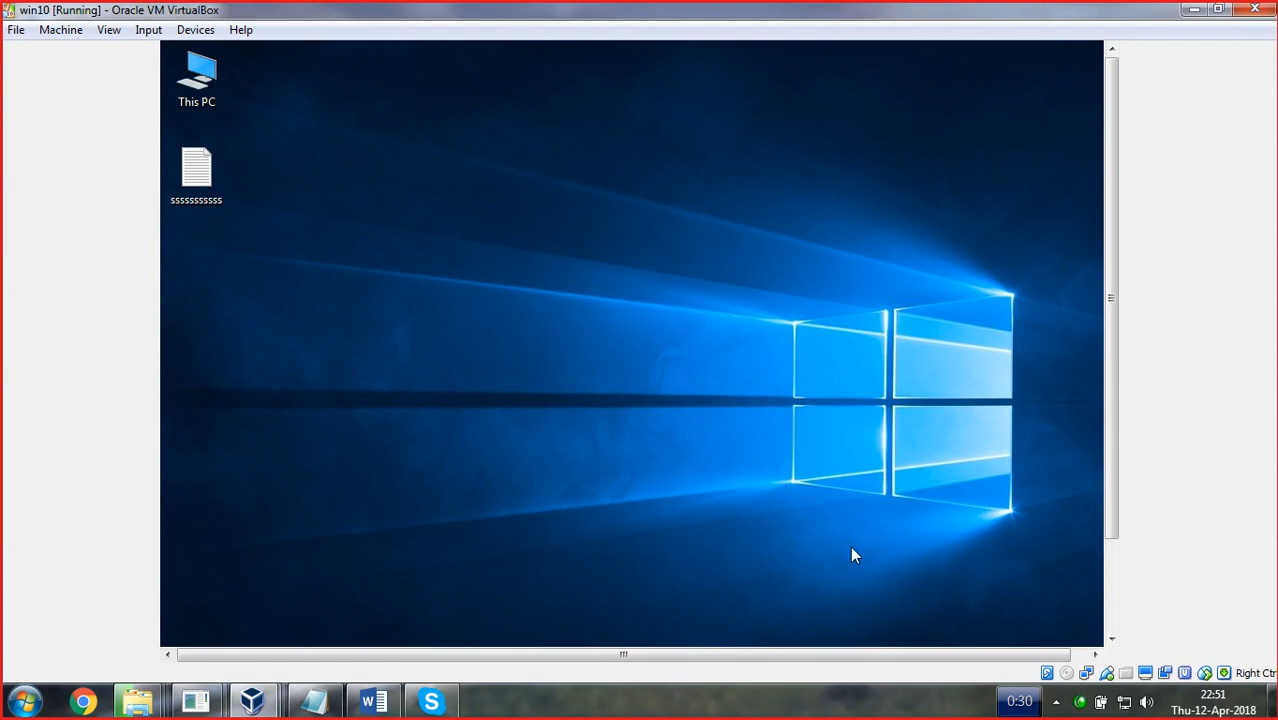 win10 [Running] - Oracle VM VirtualBox
File Machine View Input Devices Help
This PC
sssssssssss
Right Ctr
0:30
22:51
Thu-12-Apr-2018